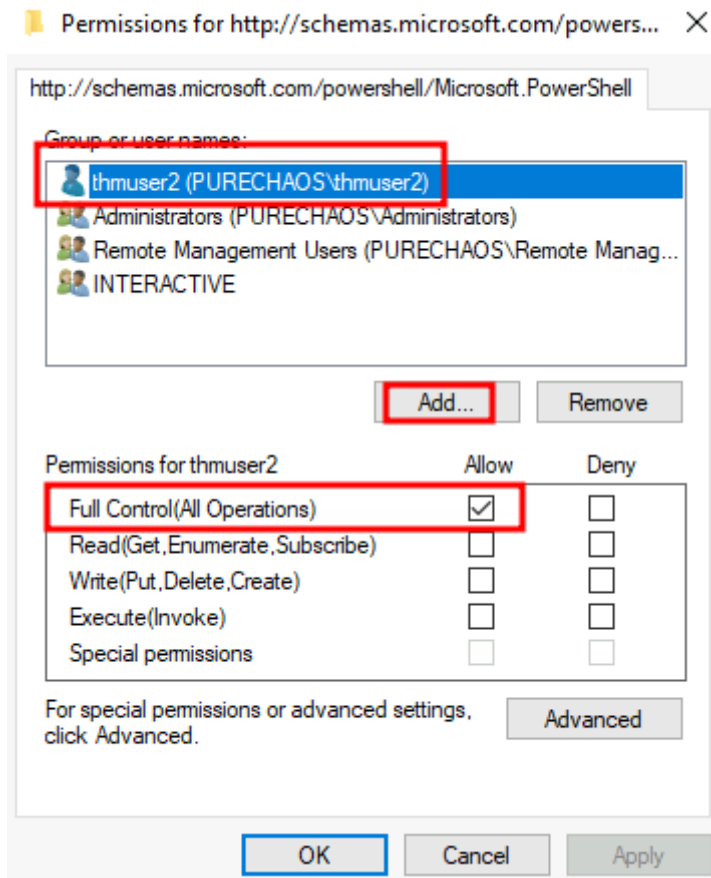 Permissions for http://schemas.microsoft.com/powers...
http://schemas.microsoft.com/powershell/Microsoft.PowerShell
Group or user names:
thmuser2 (PURECHAOS\thmuser2)
Administrators (PURECHAOS\Administrators)
Remote Management Users (PURECHAOS\Remote Manag...
INTERACTIVE
Add... Remove
Permissions for thmuser2 Allow Deny
Full Control(All Operations)
Read(Get,Enumerate,Subscribe)
Write(Put,Delete,Create)
Execute(Invoke)
Special permissions
For special permissions or advanced settings,
click Advanced.
Advanced
OK Cancel Apply